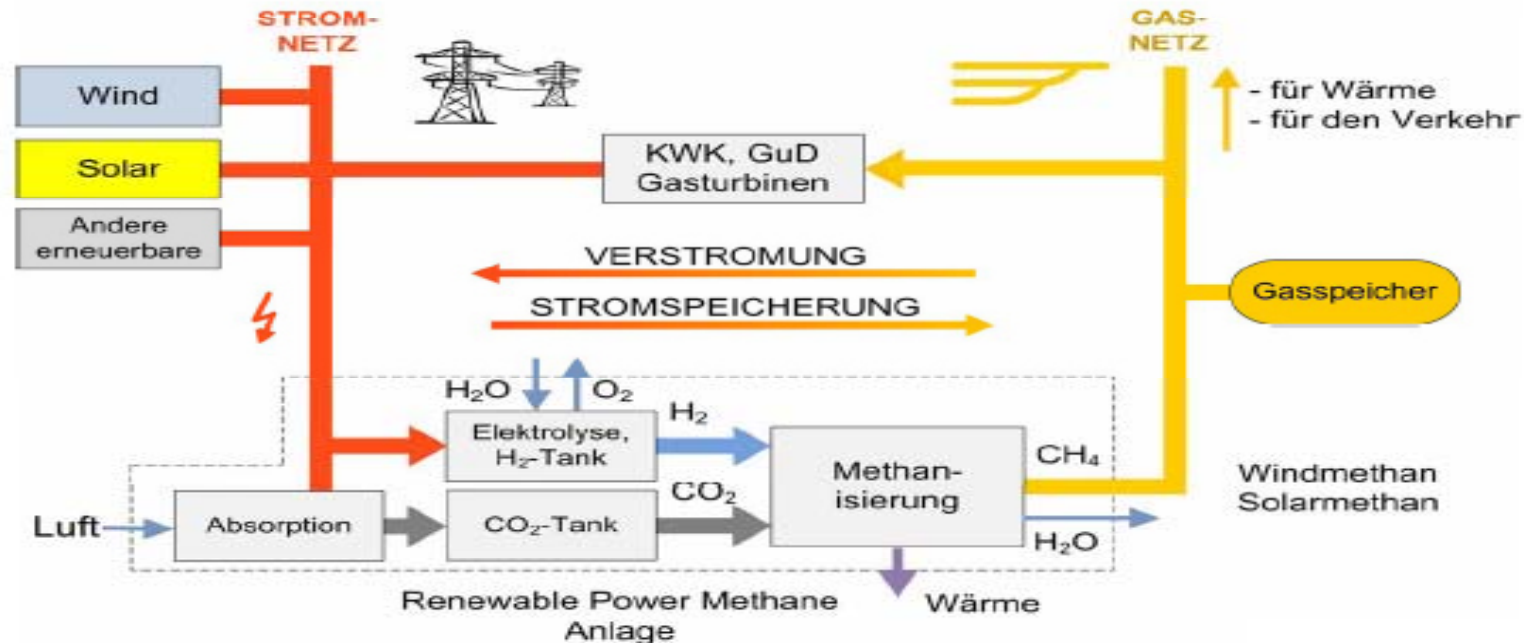 STROM-
NETZ
GAS-
NETZ
Wind
- für Wärme
- für den Verkehr
Solar
KWK, GuD
Gasturbinen
Andere
erneuerbare
VERSTROMUNG
Gasspeicher
STROMSPEICHERUNG
H₂O
O₂
H₂
Elektrolyse,
H₂-Tank
CH₄
Methan-
isierung
Windmethan
Solarmethan
CO₂
Luft
Absorption
CO₂-Tank
H₂O
Renewable Power Methane
Anlage
Wärme